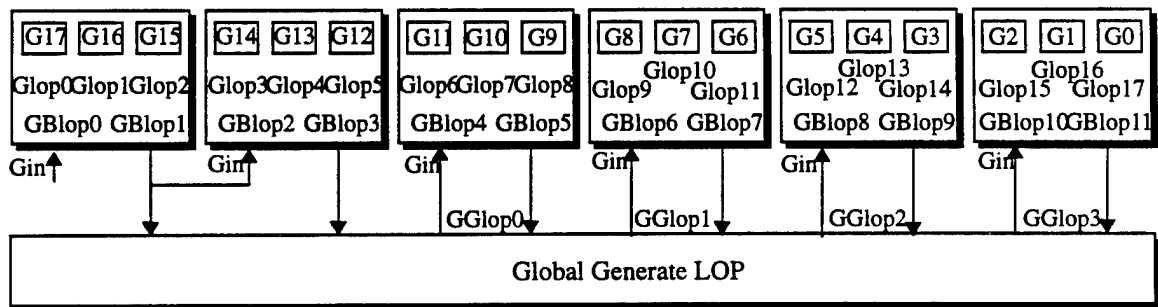 G17 G16 G15 G14 G13 G12 G11 G10 G9 G8 G7 G6 G5 G4 G3 G2 G1 G0
Glop10 Glop13 Glop16
Glop0 Glop1 Glop2 Glop3 Glop4 Glop5 Glop6 Glop7 Glop8 Glop9 Glop11 Glop12 Glop14 Glop15 Glop17
GBlop0 GBlop1 GBlop2 GBlop3 GBlop4 GBlop5 GBlop6 GBlop7 GBlop8 GBlop9 GBlop10 GBlop11
Gin Gin Gin Gin Gin Gin
GGlop0 GGlop1 GGlop2 GGlop3
Global Generate LOP